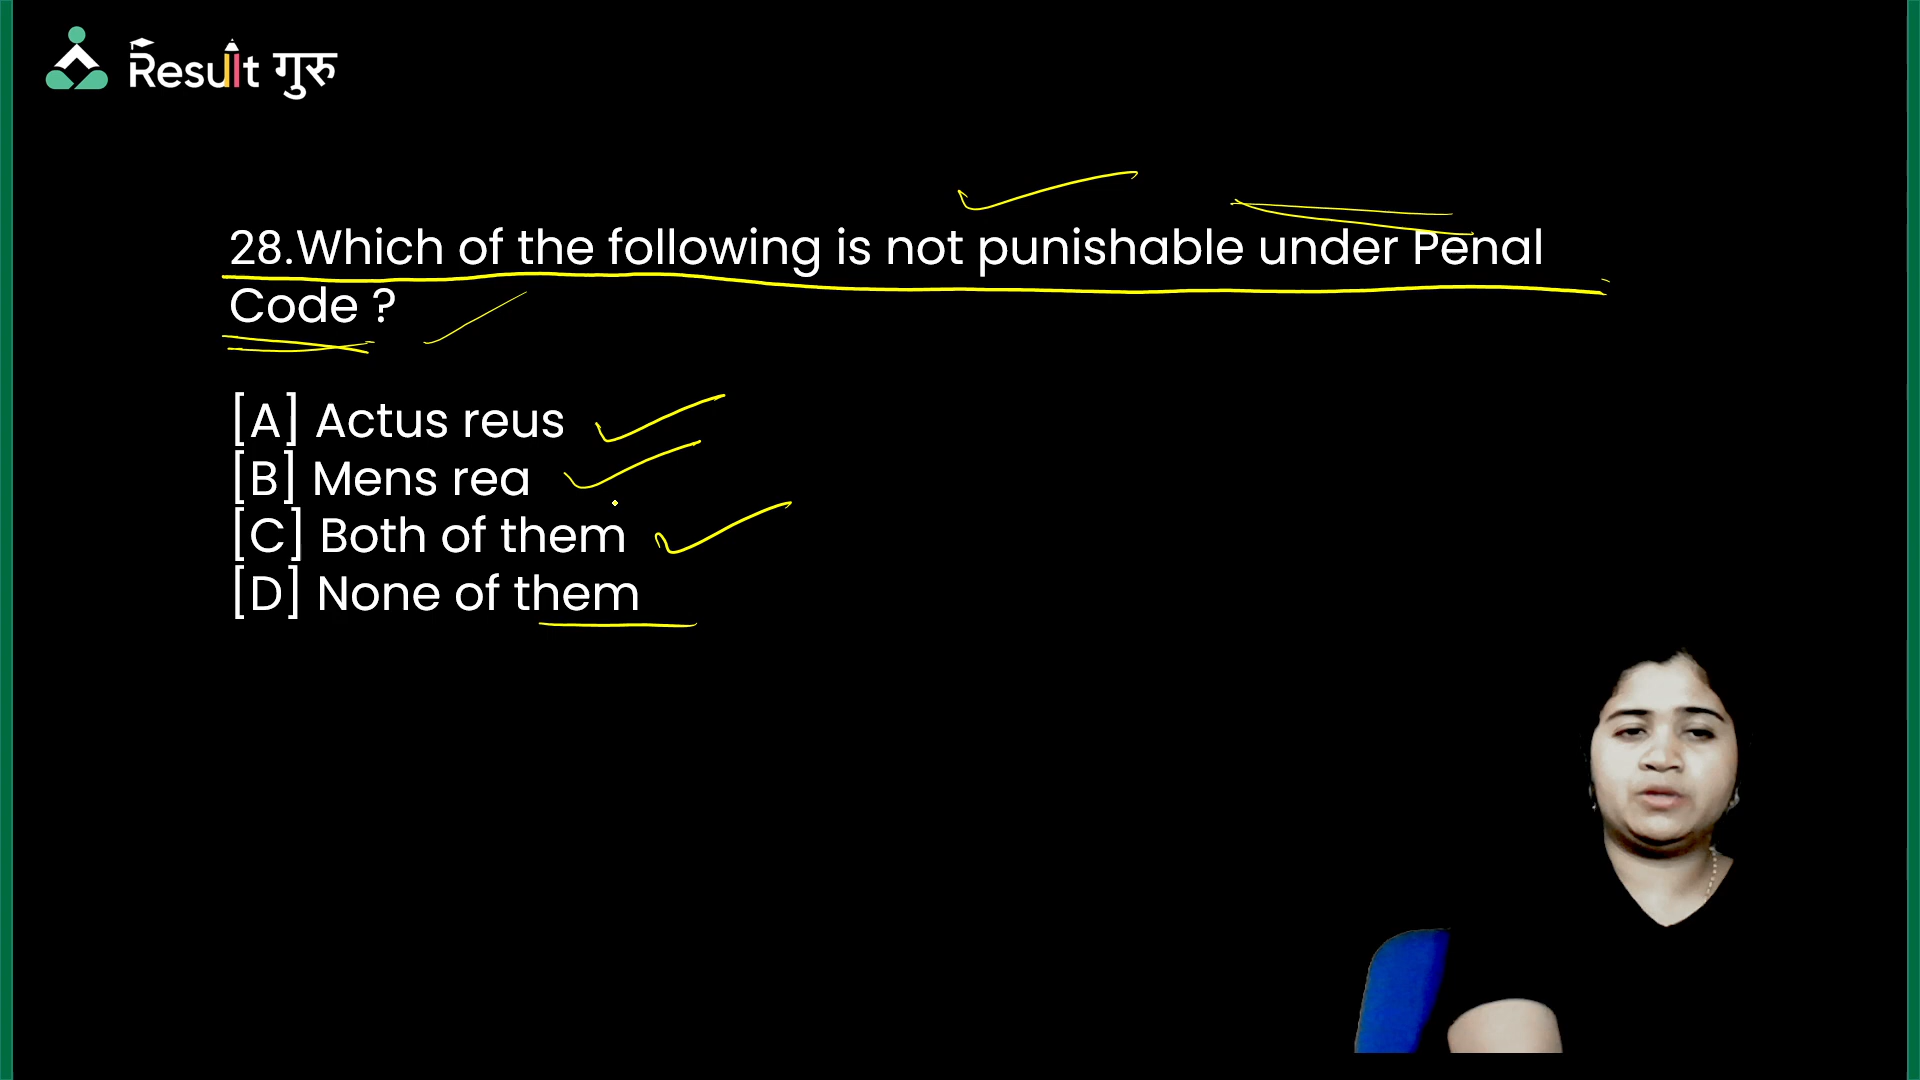 Result गुरु
28.Which of the following is not punishable under Penal
Code ?
[A] Actus reus
[B] Mens rea
[C] Both of them
[D] None of them